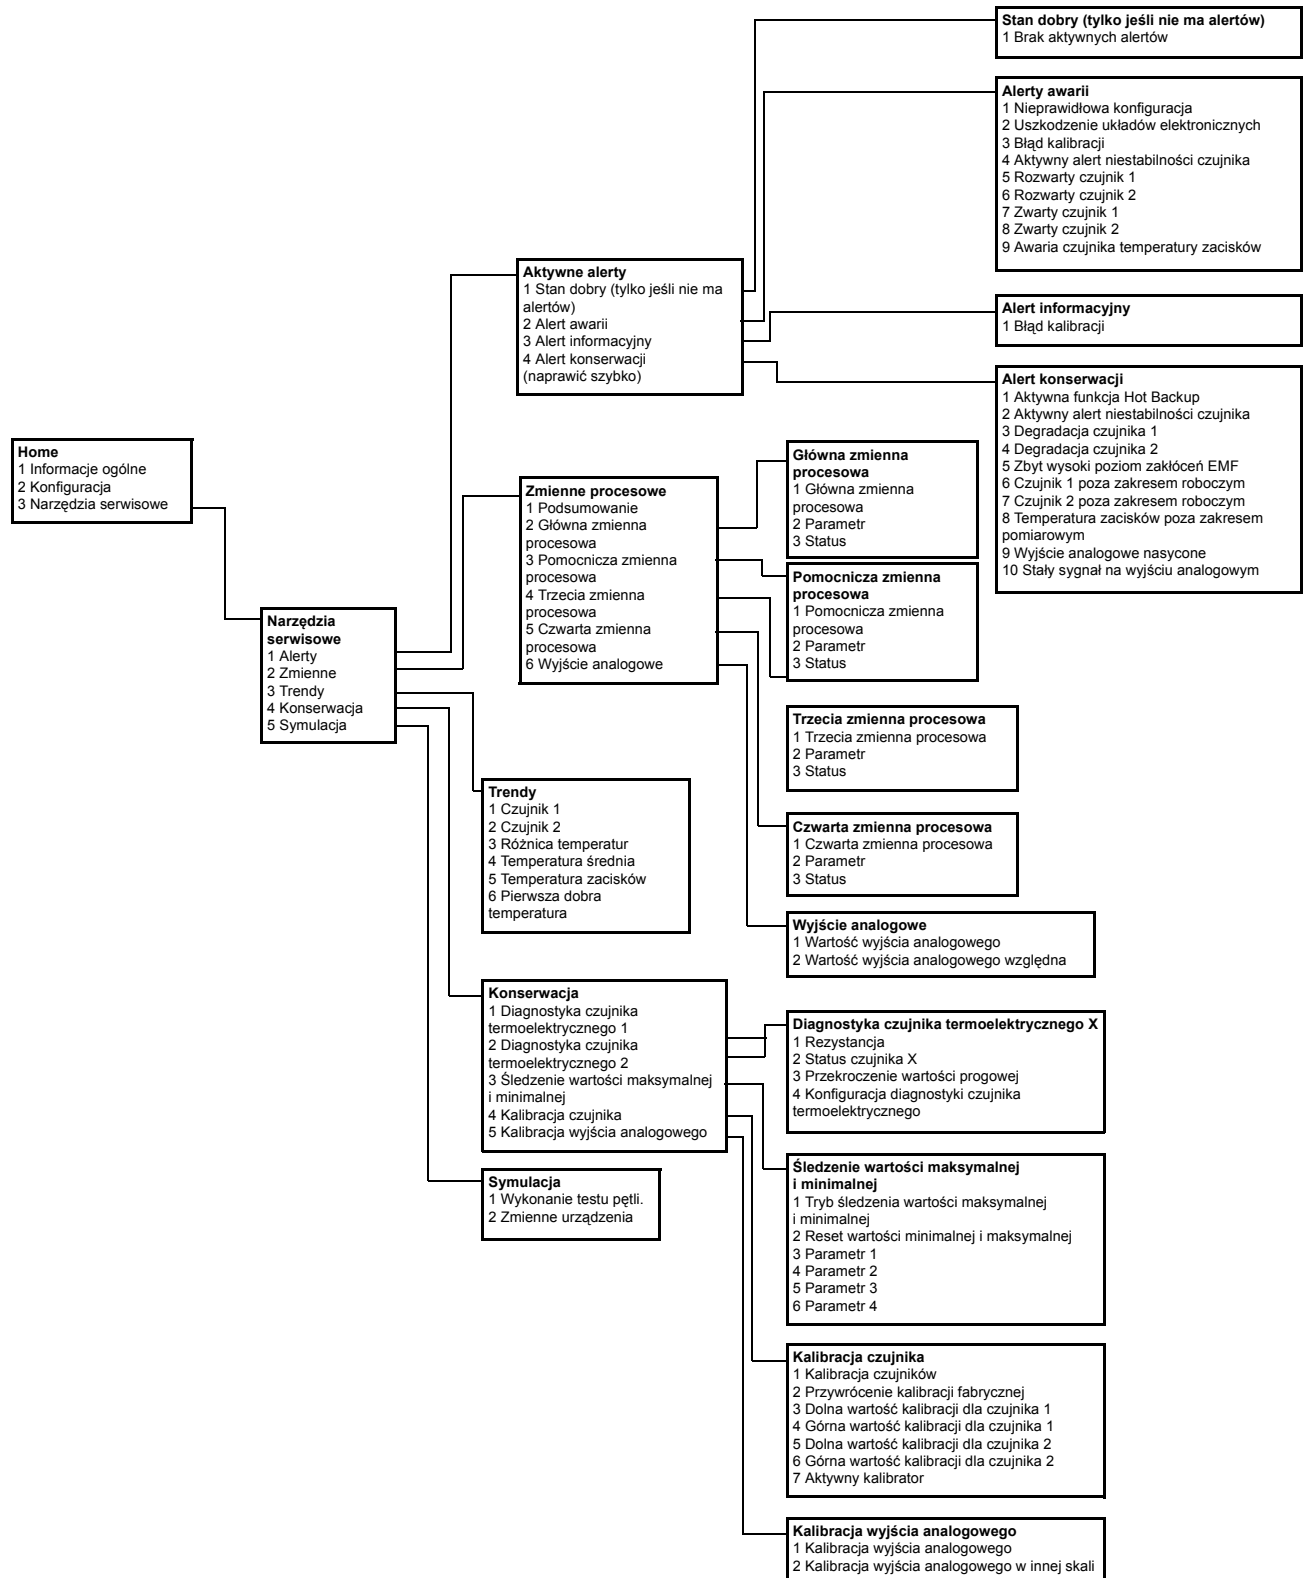 Home
1 Informacje ogólne
2 Konfiguracja
3 Narzędzia serwisowe
Narzędzia
serwisowe
1 Alerty
2 Zmienne
3 Trendy
4 Konserwacja
5 Symulacja
Aktywne alerty
1 Stan dobry (tylko jeśli nie ma
alertów)
2 Alert awarii
3 Alert informacyjny
4 Alert konserwacji
(naprawić szybko)
Zmienne procesowe
1 Podsumowanie
2 Główna zmienna
procesowa
3 Pomocnicza zmienna
procesowa
4 Trzecia zmienna
procesowa
5 Czwarta zmienna
procesowa
6 Wyjście analogowe
Trendy
1 Czujnik 1
2 Czujnik 2
3 Różnica temperatur
4 Temperatura średnia
5 Temperatura zacisków
6 Pierwsza dobra
temperatura
Konserwacja
1 Diagnostyka czujnika
termoelektrycznego 1
2 Diagnostyka czujnika
termoelektrycznego 2
3 Śledzenie wartości maksymalnej
i minimalnej
4 Kalibracja czujnika
5 Kalibracja wyjścia analogowego
Symulacja
1 Wykonanie testu pętli.
2 Zmienne urządzenia
Stan dobry (tylko jeśli nie ma alertów)
1 Brak aktywnych alertów
Alerty awarii
1 Nieprawidłowa konfiguracja
2 Uszkodzenie układów elektronicznych
3 Błąd kalibracji
4 Aktywny alert niestabilności czujnika
5 Rozwarty czujnik 1
6 Rozwarty czujnik 2
7 Zwarty czujnik 1
8 Zwarty czujnik 2
9 Awaria czujnika temperatury zacisków
Alert informacyjny
1 Błąd kalibracji
Alert konserwacji
1 Aktywna funkcja Hot Backup
2 Aktywny alert niestabilności czujnika
3 Degradacja czujnika 1
4 Degradacja czujnika 2
5 Zbyt wysoki poziom zakłóceń EMF
6 Czujnik 1 poza zakresem roboczym
7 Czujnik 2 poza zakresem roboczym
8 Temperatura zacisków poza zakresem
pomiarowym
9 Wyjście analogowe nasycone
10 Stały sygnał na wyjściu analogowym
Główna zmienna
procesowa
1 Główna zmienna
procesowa
2 Parametr
3 Status
Pomocnicza zmienna
procesowa
1 Pomocnicza zmienna
procesowa
2 Parametr
3 Status
Trzecia zmienna procesowa
1 Trzecia zmienna procesowa
2 Parametr
3 Status
Czwarta zmienna procesowa
1 Czwarta zmienna procesowa
2 Parametr
3 Status
Wyjście analogowe
1 Wartość wyjścia analogowego
2 Wartość wyjścia analogowego względna
Diagnostyka czujnika termoelektrycznego X
1 Rezystancja
2 Status czujnika X
3 Przekroczenie wartości progowej
4 Konfiguracja diagnostyki czujnika
termoelektrycznego
Śledzenie wartości maksymalnej
i minimalnej
1 Tryb śledzenia wartości maksymalnej
i minimalnej
2 Reset wartości minimalnej i maksymalnej
3 Parametr 1
4 Parametr 2
5 Parametr 3
6 Parametr 4
Kalibracja czujnika
1 Kalibracja czujników
2 Przywrócenie kalibracji fabrycznej
3 Dolna wartość kalibracji dla czujnika 1
4 Górna wartość kalibracji dla czujnika 1
5 Dolna wartość kalibracji dla czujnika 2
6 Górna wartość kalibracji dla czujnika 2
7 Aktywny kalibrator
Kalibracja wyjścia analogowego
1 Kalibracja wyjścia analogowego
2 Kalibracja wyjścia analogowego w innej skali